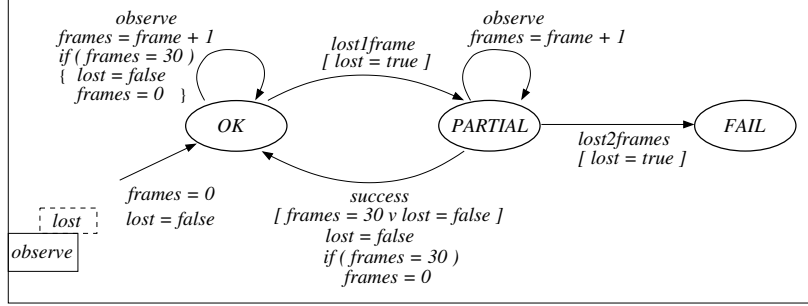 observe
frames = frame + 1
if ( frames = 30 )
{ lost = false
frames = 0 }
OK
lost1frame
[ lost = true ]
observe
frames = frame + 1
PARTIAL
lost2frames
[ lost = true ]
FAIL
frames = 0
lost = false
success
[ frames = 30 v lost = false ]
lost = false
if ( frames = 30 )
frames = 0
lost
observe